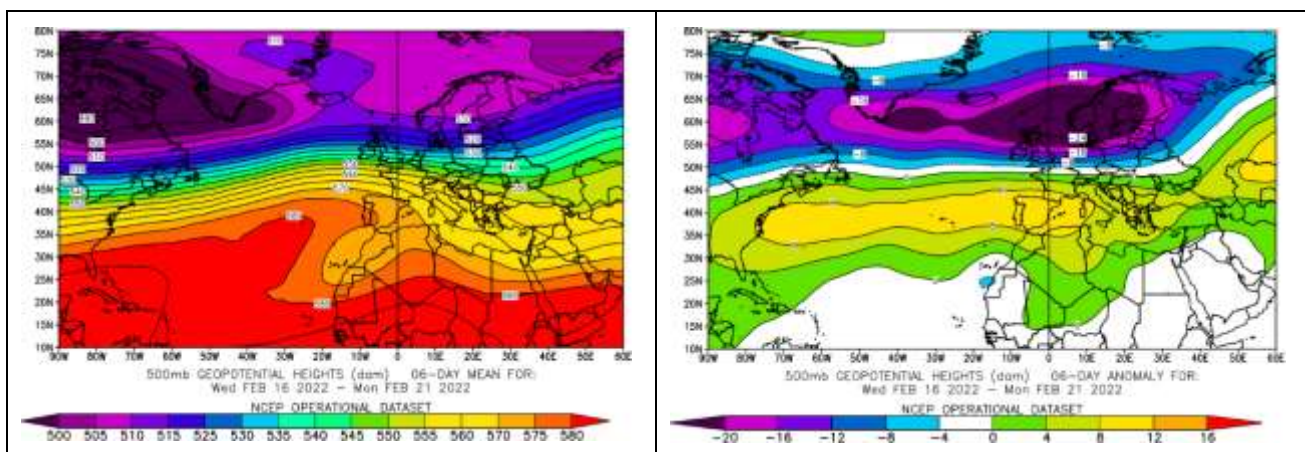 80N
75N
70N
65N
60N
55N
50N
45N
40N
35N
30N
25N
20N
15N
10N
90W 80W 70W 60W 50W 40W 30W 20W 10W 0 10E 20E 30E 40E 50E 60E
500mb GEOPOTENTIAL HEIGHTS (dam) 06-DAY MEAN FOR:
Wed FEB 16 2022 – Mon FEB 21 2022
NCEP OPERATIONAL DATASET
500 505 510 515 525 530 535 540 545 550 555 560 570 575 580
80N
75N
70N
65N
60N
55N
50N
45N
40N
35N
30N
25N
20N
15N
10N
90W 80W 70W 60W 50W 40W 30W 20W 10W 0 10E 20E 30E 40E 50E 60E
500mb GEOPOTENTIAL HEIGHTS (dam) 06-DAY ANOMALY FOR:
Wed FEB 16 2022 – Mon FEB 21 2022
NCEP OPERATIONAL DATASET
-20 -16 -12 -8 -4 0 4 8 12 16